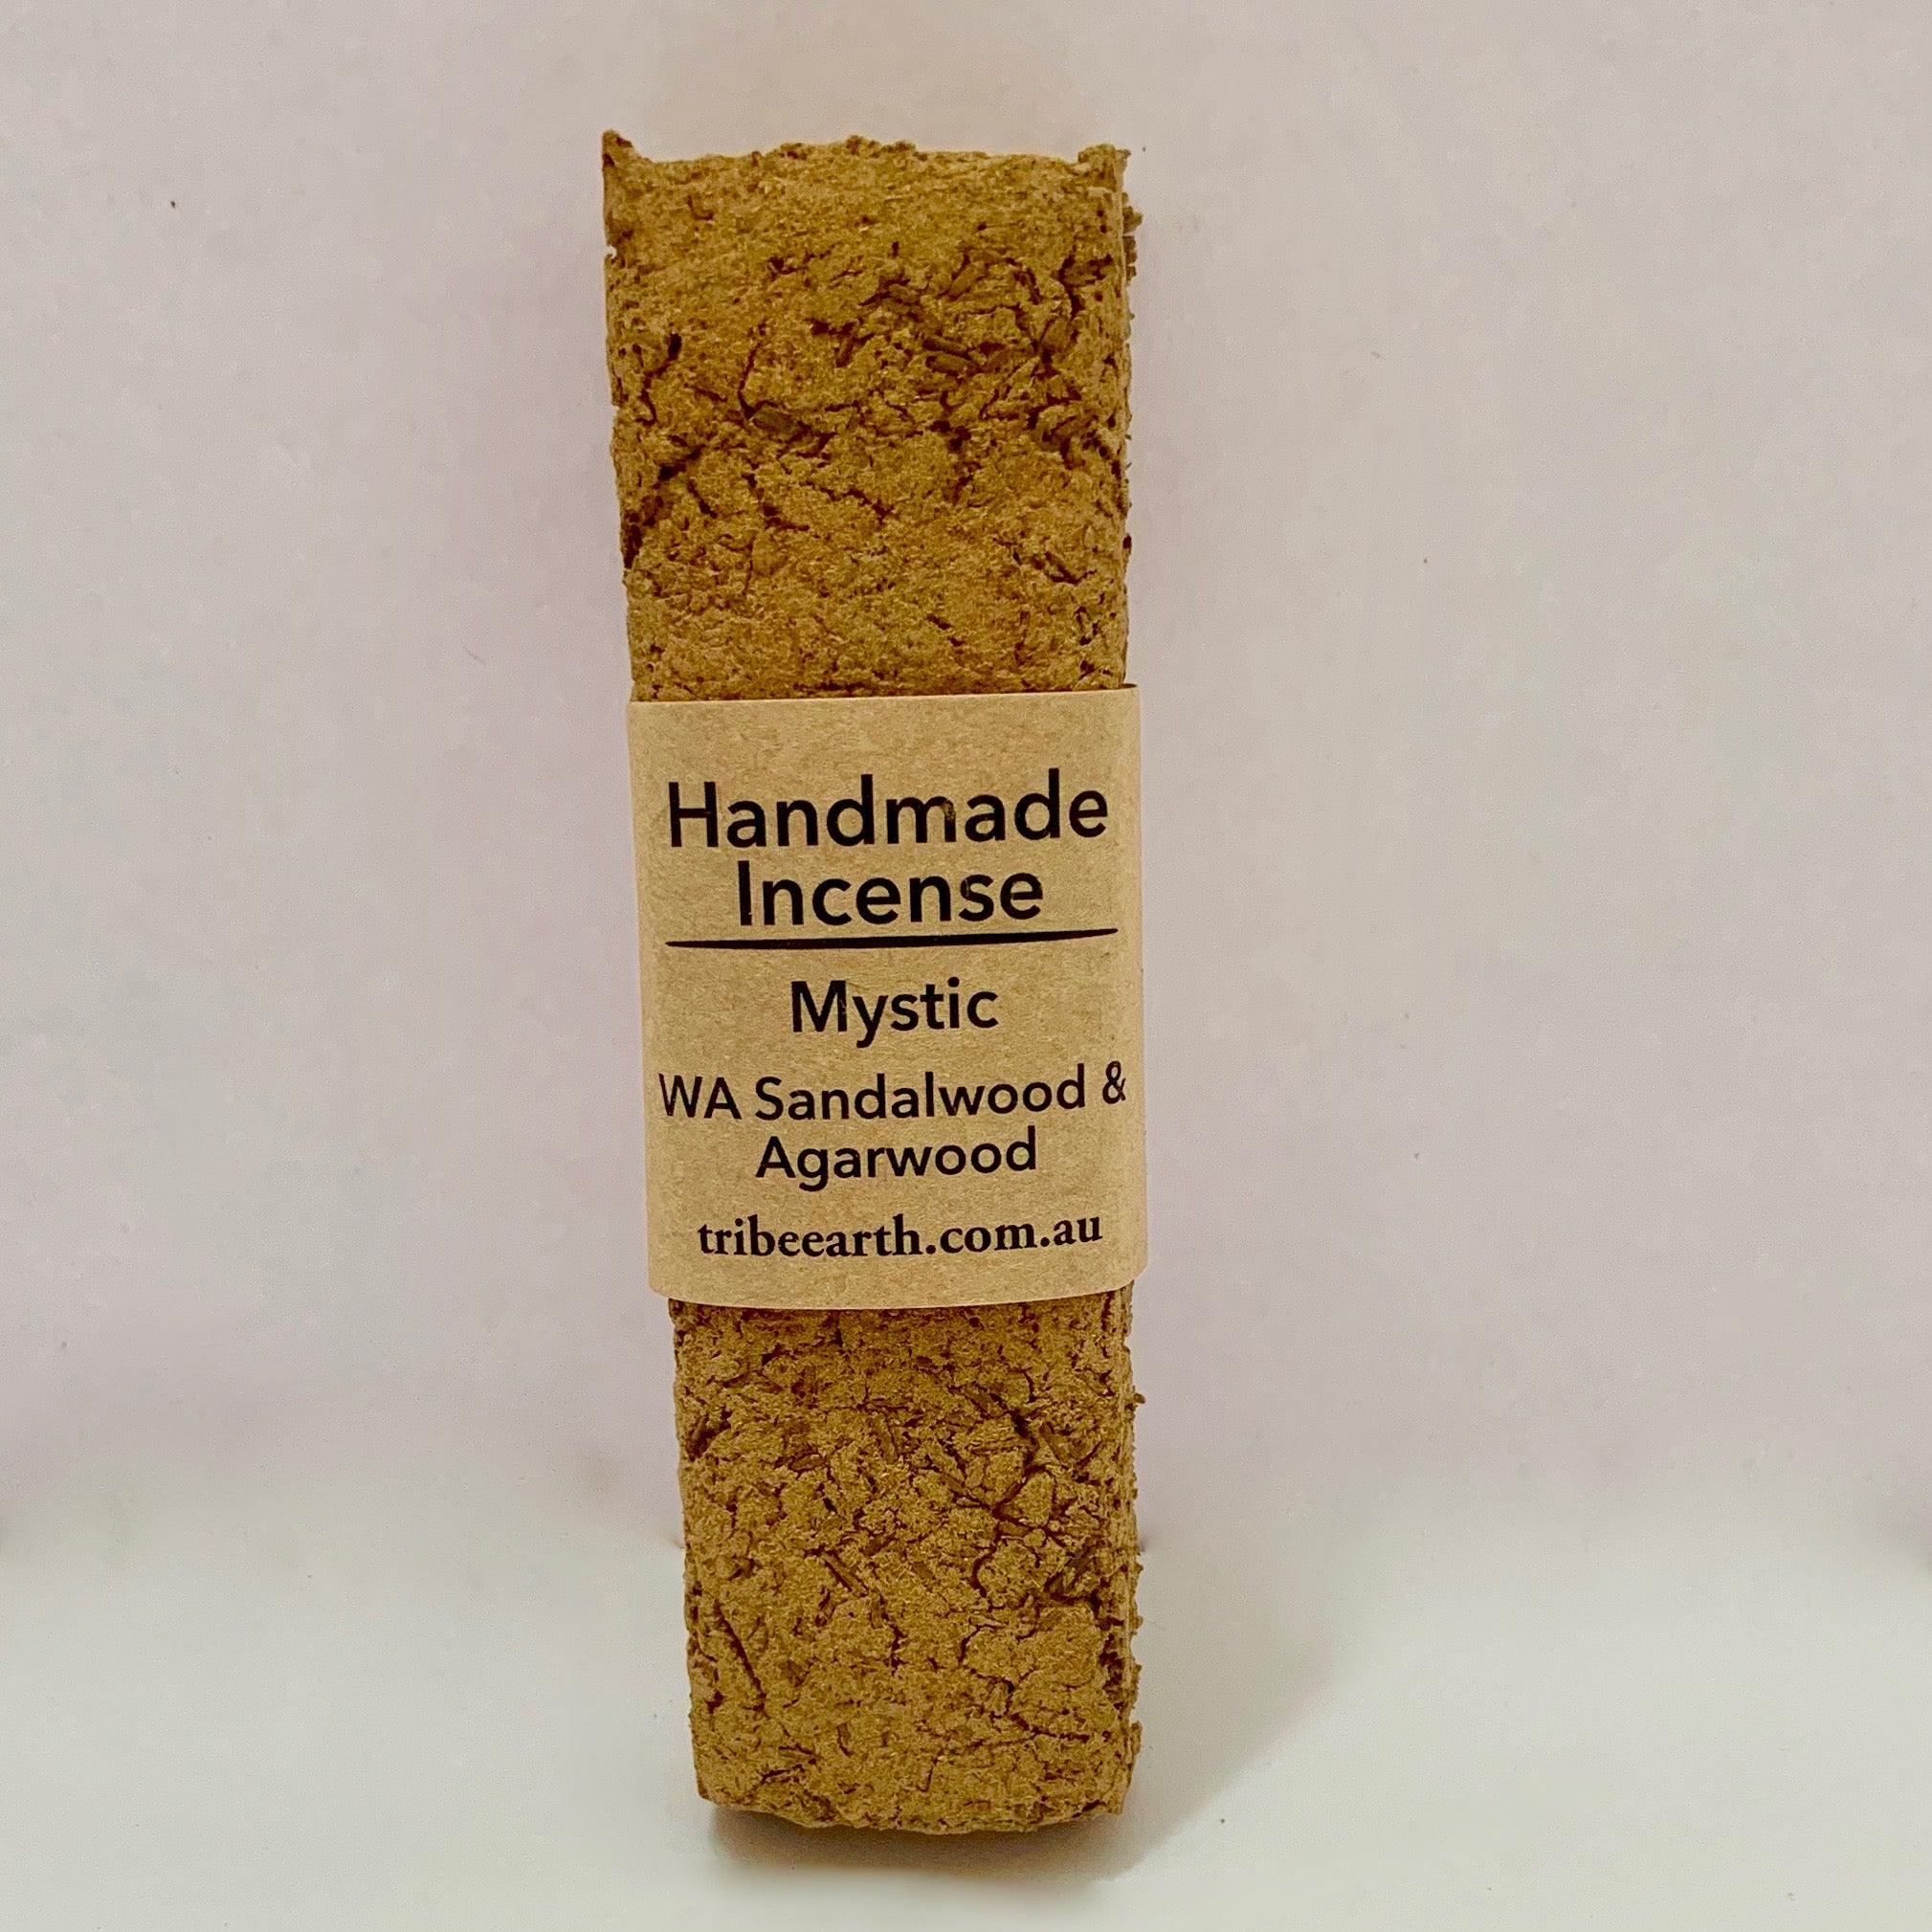 Handmade
Incense
Mystic
WA Sandalwood &
Agarwood
tribeearth.com.au